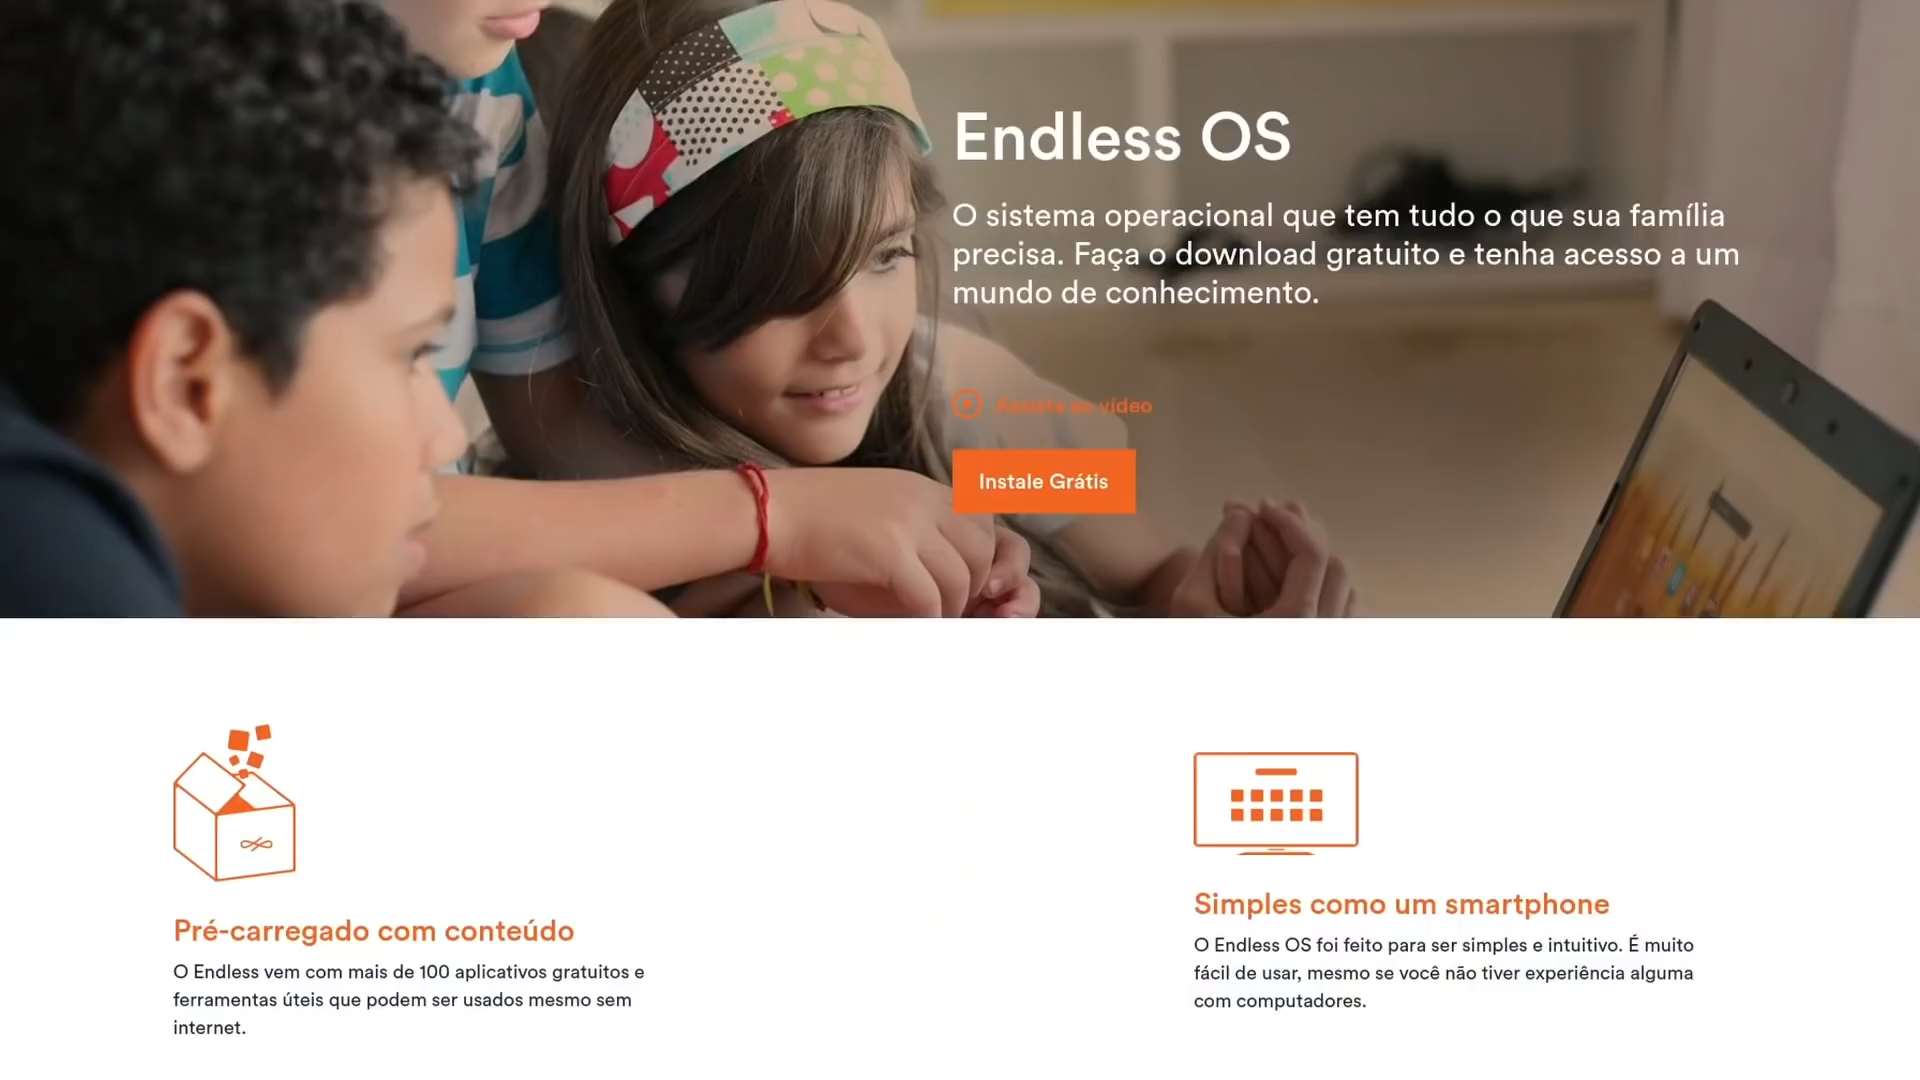 Endless OS
O sistema operacional que tem tudo o que sua família
precisa. Faça o download gratuito e tenha acesso a um
mundo de conhecimento.
Assista ao vídeo
Instale Grátis
Pré-carregado com conteúdo
O Endless vem com mais de 100 aplicativos gratuitos e
ferramentas úteis que podem ser usados mesmo sem
internet.
Simples como um smartphone
O Endless OS foi feito para ser simples e intuitivo. É muito
fácil de usar, mesmo se você não tiver experiência alguma
com computadores.